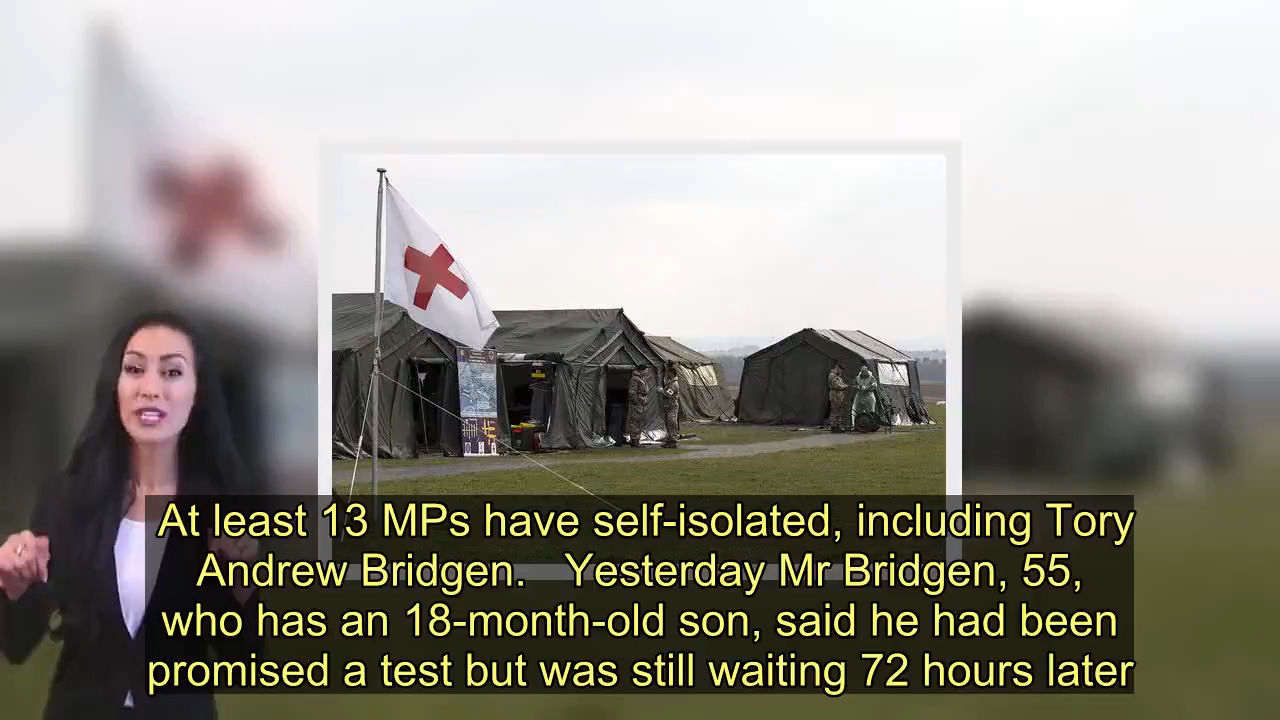 At least 13 MPs have self-isolated, including Tory
Andrew Bridgen.   Yesterday Mr Bridgen, 55,
who has an 18-month-old son, said he had been
promised a test but was still waiting 72 hours later